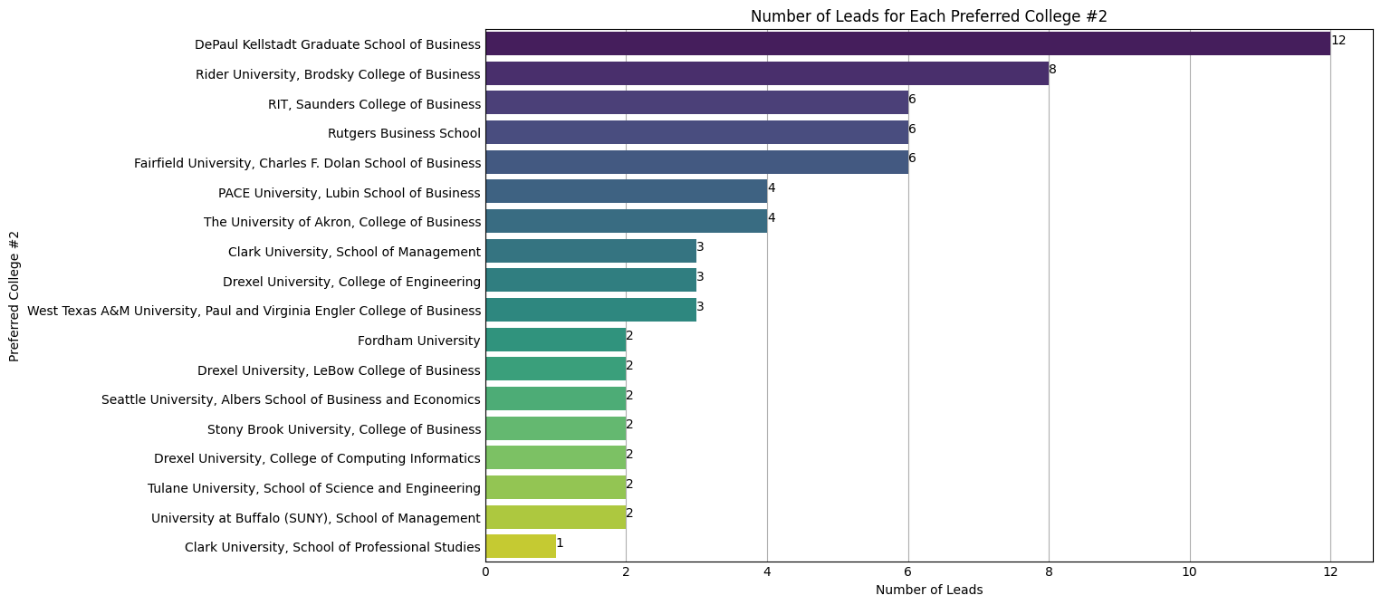 Number of Leads for Each Preferred College #2
Preferred College #2
DePaul Kellstadt Graduate School of Business 12
Rider University, Brodsky College of Business 8
RIT, Saunders College of Business 6
Rutgers Business School 6
Fairfield University, Charles F. Dolan School of Business 6
PACE University, Lubin School of Business 4
The University of Akron, College of Business 4
Clark University, School of Management 3
Drexel University, College of Engineering 3
West Texas A&M University, Paul and Virginia Engler College of Business 3
Fordham University 2
Drexel University, LeBow College of Business 2
Seattle University, Albers School of Business and Economics 2
Stony Brook University, College of Business 2
Drexel University, College of Computing Informatics 2
Tulane University, School of Science and Engineering 2
University at Buffalo (SUNY), School of Management 2
Clark University, School of Professional Studies 1
0 2 4 6 8 10 12
Number of Leads